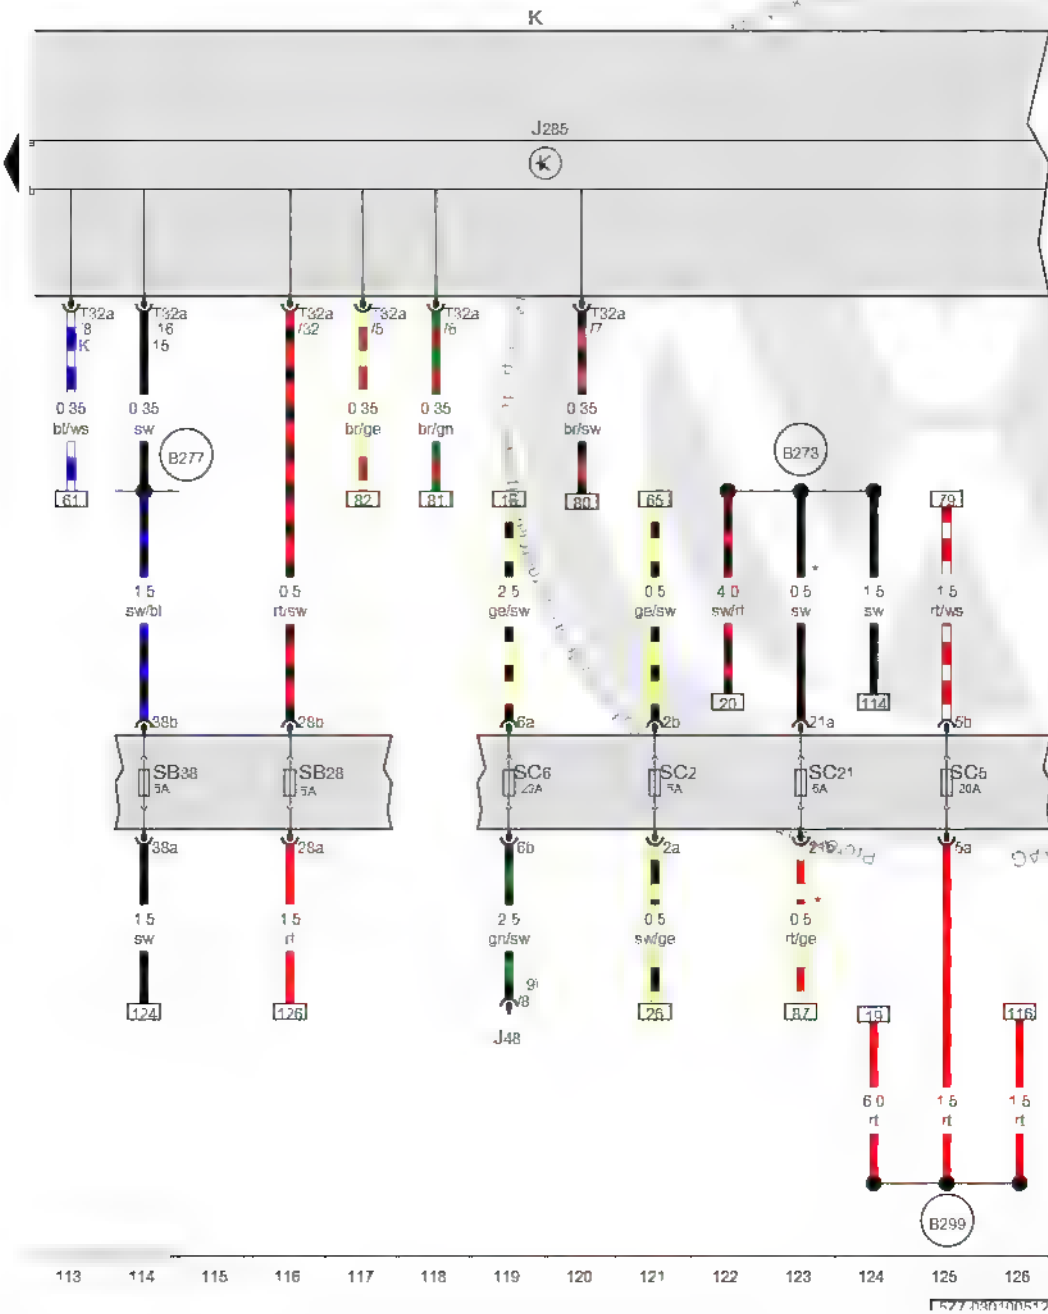 K
J285
K
a
b
T32a T32a T32a T32a T32a T32a
/8 16 /32 /5 /6 /7
K 15
0.35 0.35 0.35 0.35 0.35
bl/ws sw br/ge br/gn br/sw
B277 B273
61 82 81 16 80 65 79
1.5 0.5 2.5 0.5 4.0 0.5 * 1.5 1.5
sw/bl rt/sw ge/sw ge/sw sw/rt sw sw rt/ws
20 114
38b 28b 6a 2b 21a 5b
SB38 SB28 SC6 SC2 SC21 SC5
5A 5A 20A 5A 5A 20A
38a 28a 6b 2a 21b 5a
1.5 1.5 2.5 0.5 0.5 *
sw rt gn/sw sw/ge rt/ge
/8
124 126 26 87 19 116
J48
6.0 1.5 1.5
rt rt rt
B299
113 114 115 116 117 118 119 120 121 122 123 124 125 126